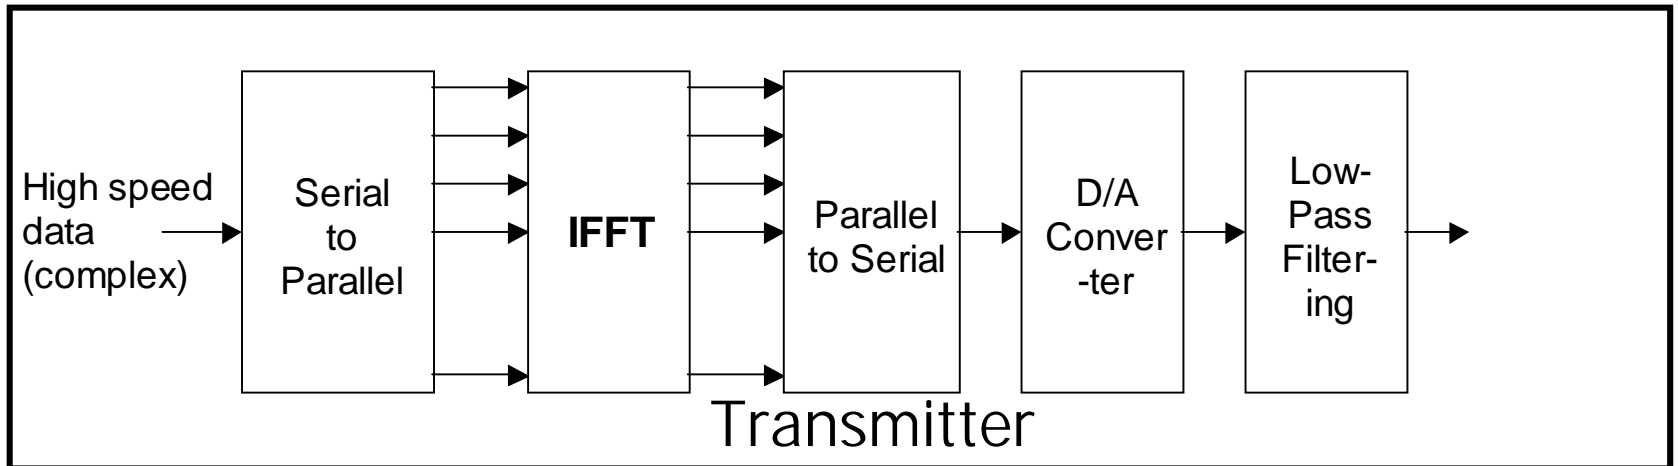 High speed
data
(complex)
Serial
to
Parallel
IFFT
Parallel
to Serial
D/A
Conver
-ter
Low-
Pass
Filter-
ing
Transmitter